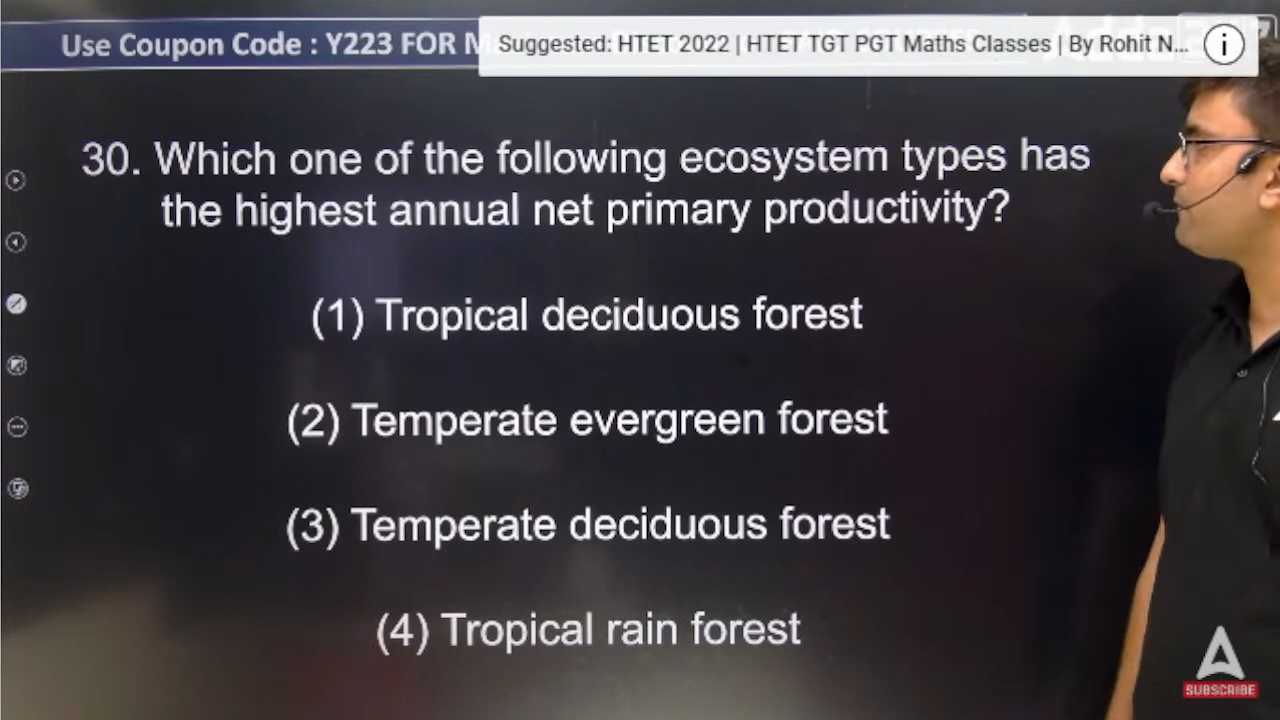 Use Coupon Code : Y223 FOR
Suggested: HTET 2022 | HTET TGT PGT Maths Classes | By Rohit N...
30. Which one of the following ecosystem types has
the highest annual net primary productivity?
(1) Tropical deciduous forest
(2) Temperate evergreen forest
(3) Temperate deciduous forest
(4) Tropical rain forest
SUBSCRIBE